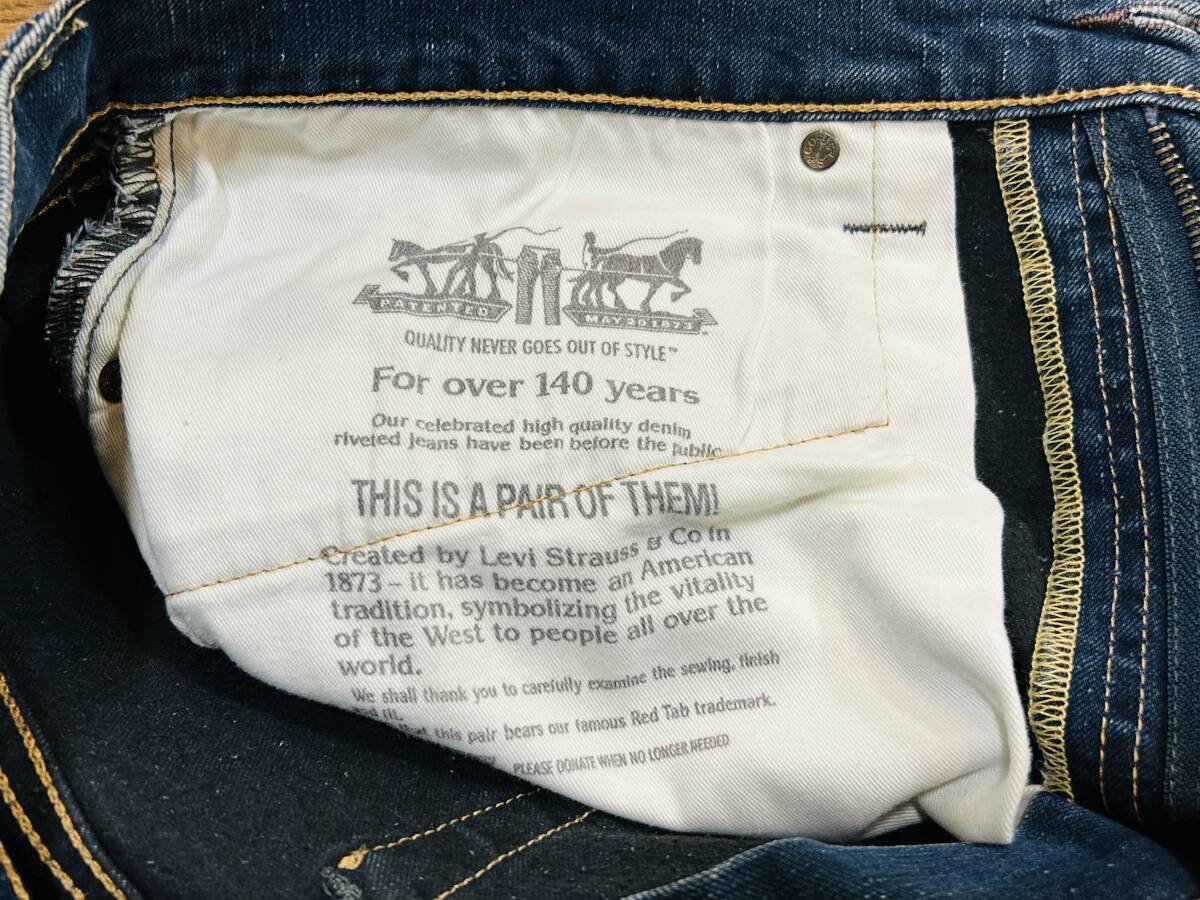 PATENTED
MAY 20 1873
QUALITY NEVER GOES OUT OF STYLE™
For over 140 years
Our celebrated high quality denim
riveted jeans have been before the public
THIS IS A PAIR OF THEM!
Created by Levi Strauss & Co in
1873 – it has become an American
tradition, symbolizing the vitality
of the West to people all over the
world.
We shall thank you to carefully examine the sewing, finish
and fit.
that this pair bears our famous Red Tab trademark.
PLEASE DONATE WHEN NO LONGER NEEDED